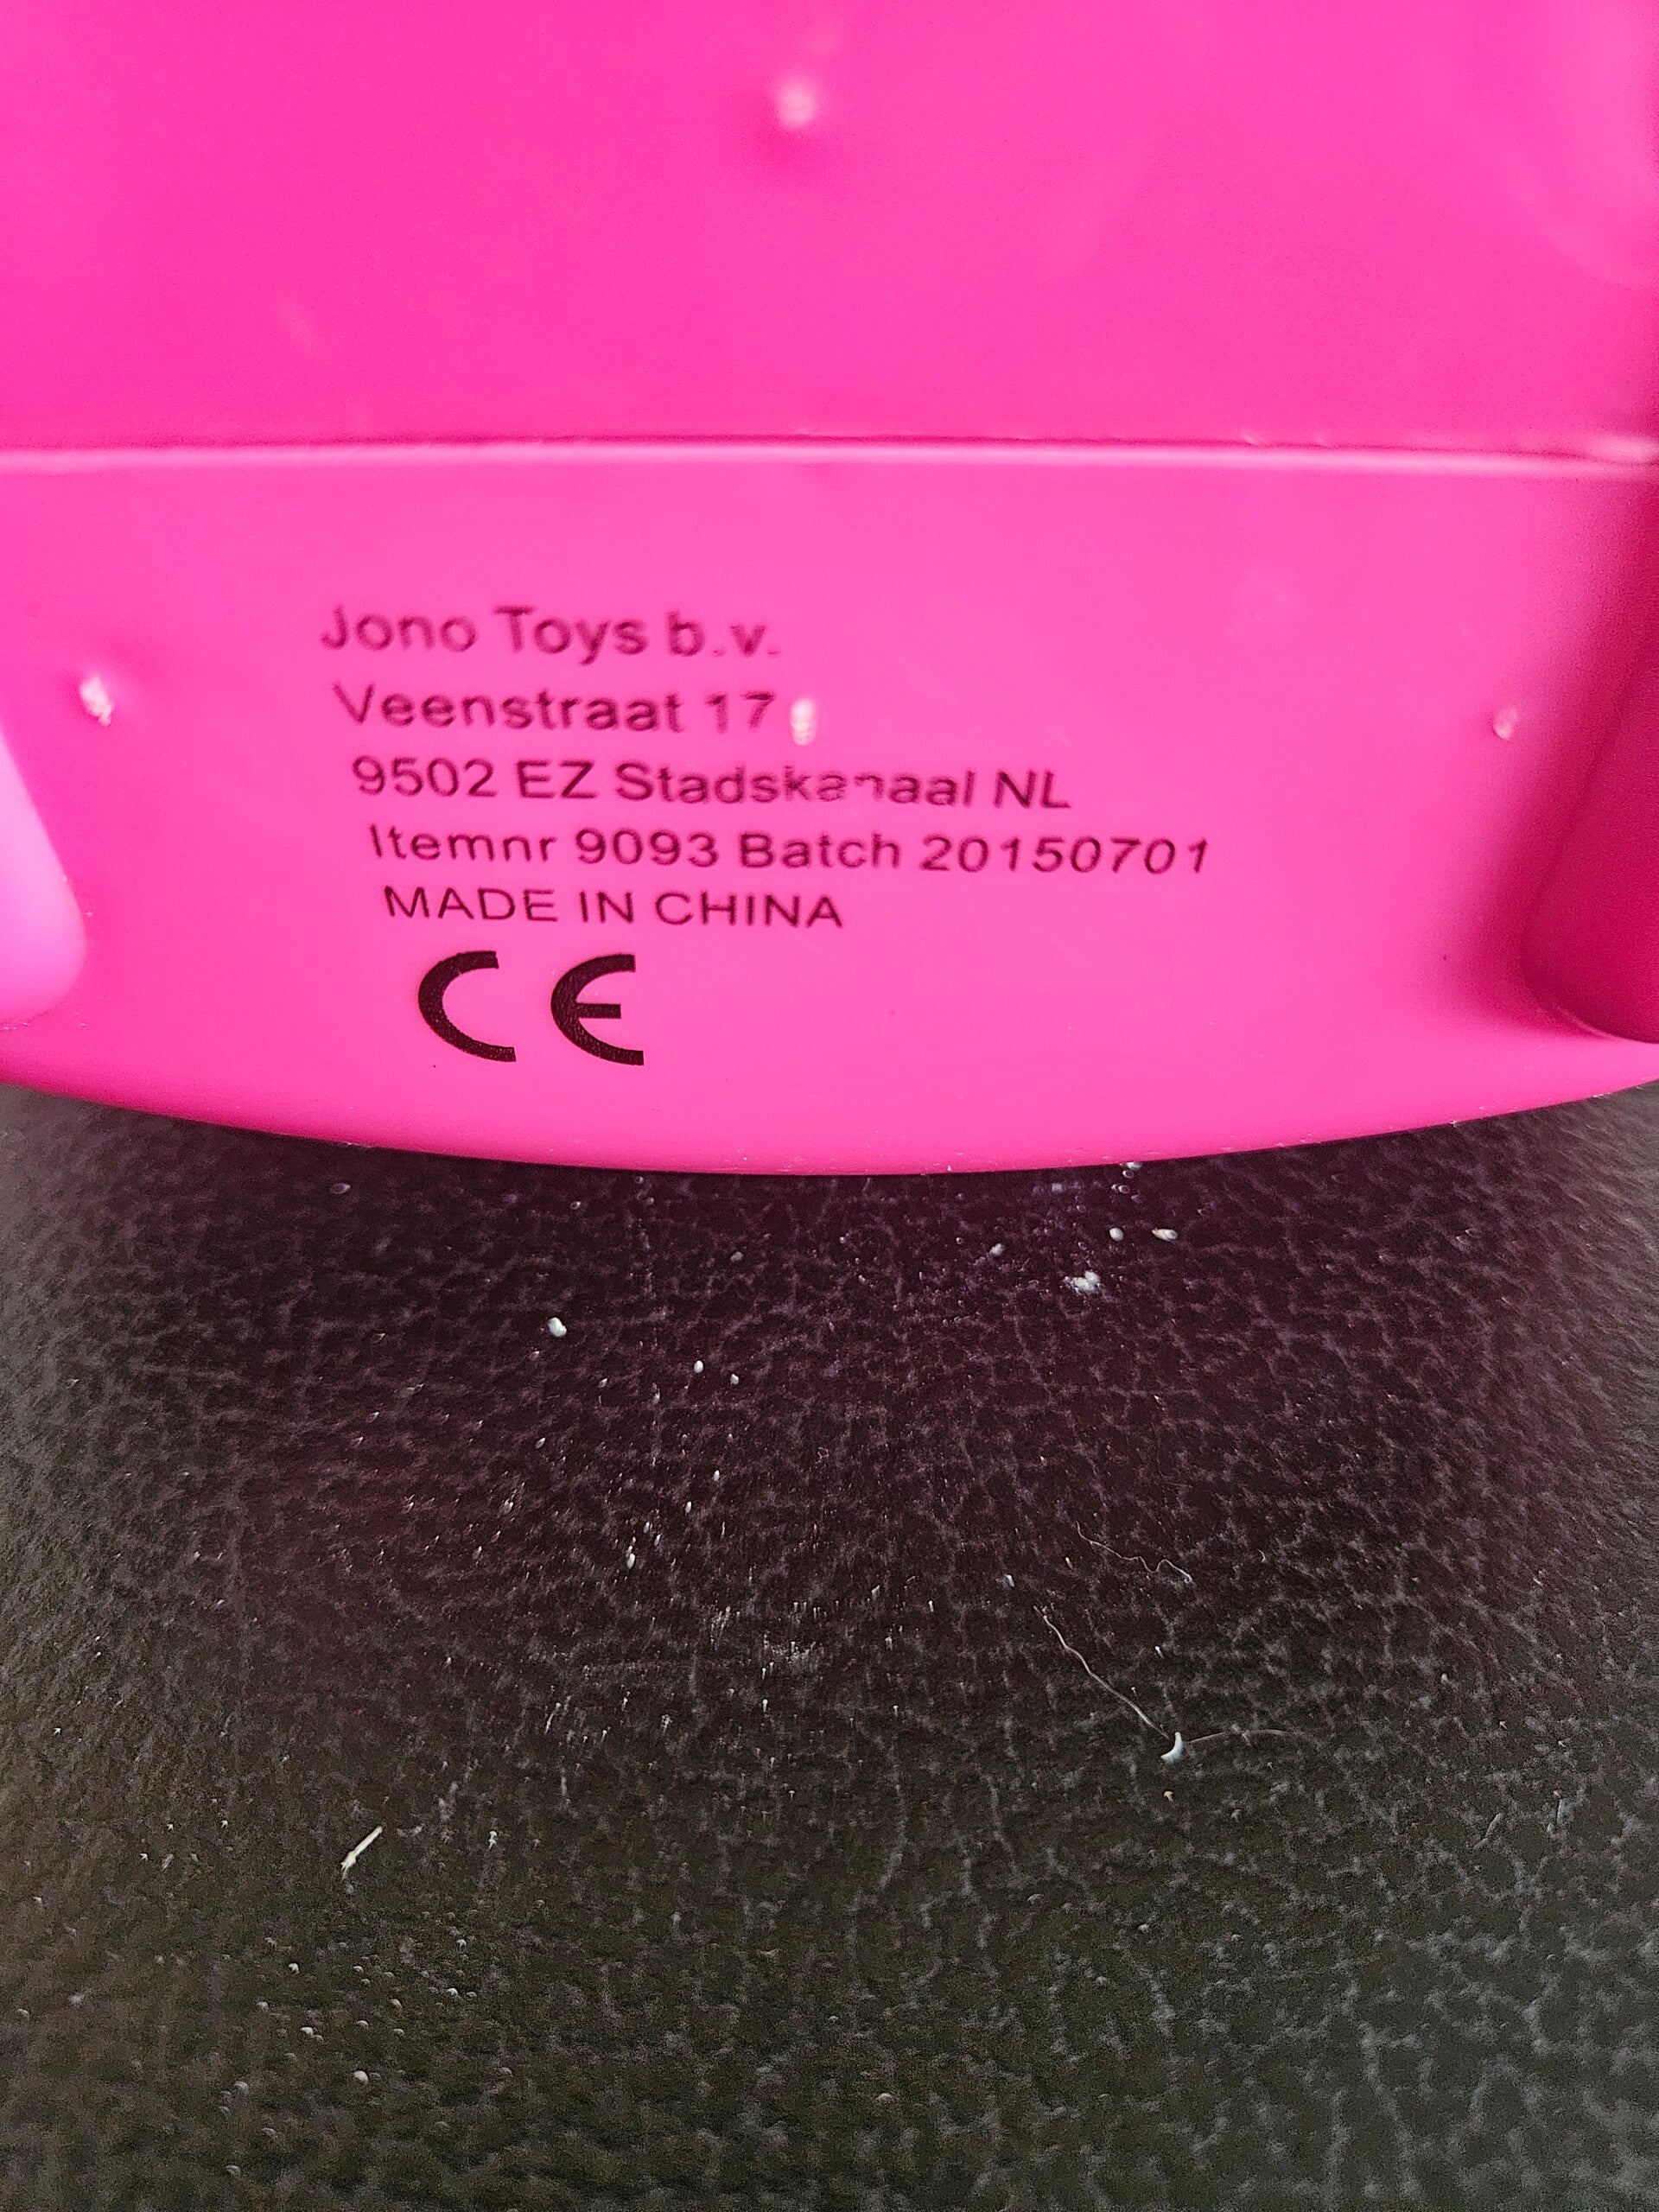 Jono Toys b.v.
Veenstraat 17
9502 EZ Stadskanaal NL
Itemnr 9093 Batch 20150701
MADE IN CHINA
CE